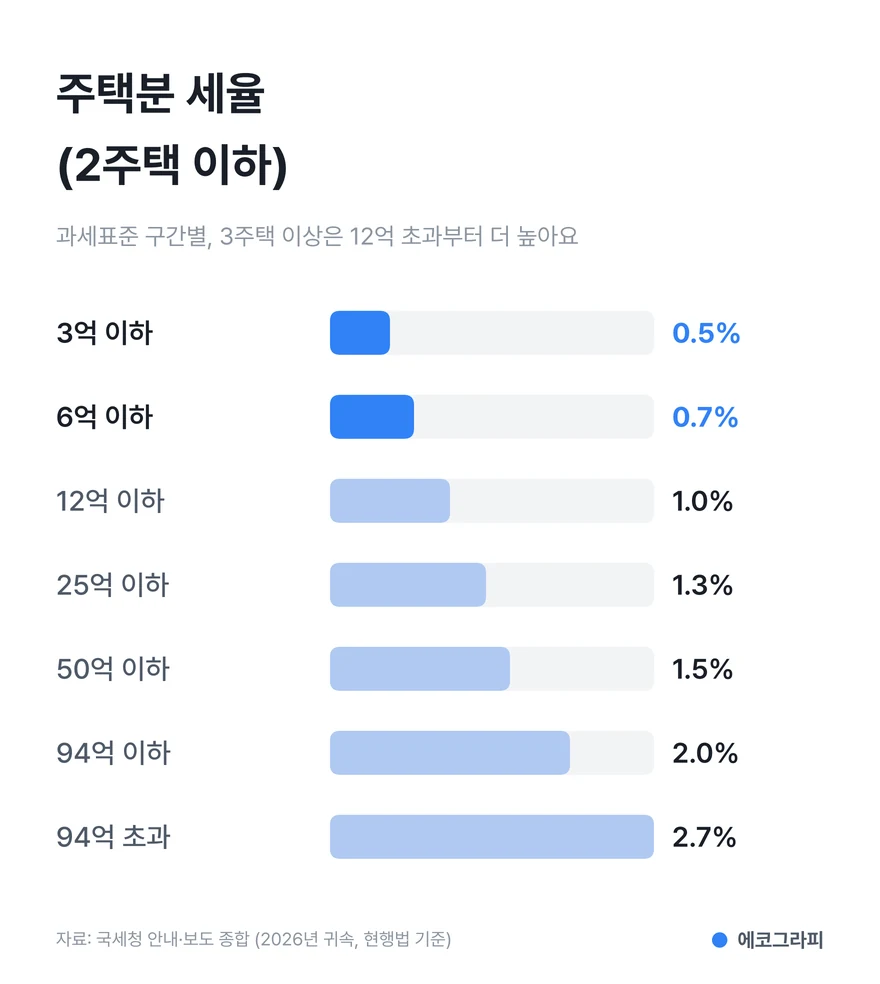 주택분 세율
(2주택 이하)
과세표준 구간별, 3주택 이상은 12억 초과부터 더 높아요
3억 이하 0.5%
6억 이하 0.7%
12억 이하 1.0%
25억 이하 1.3%
50억 이하 1.5%
94억 이하 2.0%
94억 초과 2.7%
자료: 국세청 안내·보도 종합 (2026년 귀속, 현행법 기준)
에코그라피